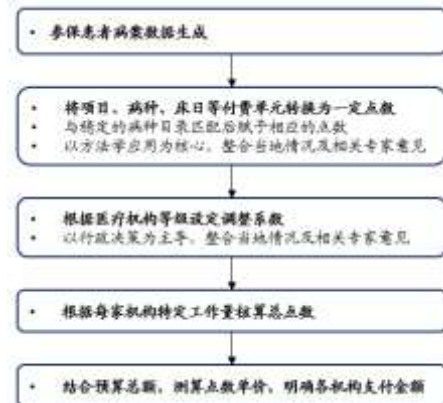 • 参保患者病案数据生成
• 将项目、病种、床日等付费单元转换为一定点数
• 与稳定的病种目录匹配后赋予相应的点数
• 以方法学应用为核心，整合当地情况及相关专家意见
• 根据医疗机构等级设定调整系数
• 以行政决策为主导，整合当地情况及相关专家意见
• 根据每家机构特定工作量核算总点数
• 结合预算总额，测算点数单价，明确各机构支付金额